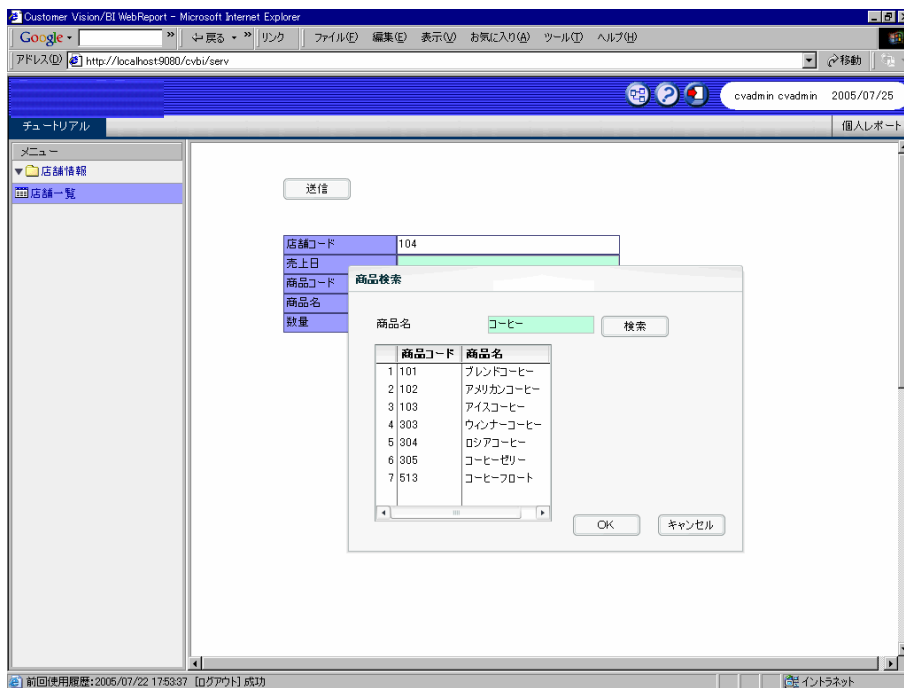 Customer Vision/BI WebReport - Microsoft Internet Explorer
Google » 戻る » リンク ファイル(F) 編集(E) 表示(V) お気に入り(A) ツール(T) ヘルプ(H)
アドレス(D) http://localhost:9080/cvbi/serv 移動
cvadmin cvadmin 2005/07/25
チュートリアル 個人レポート
メニュー
店舗情報
店舗一覧
送信
店舗コード 104
売上日
商品コード
商品名
数量
商品検索
商品名 コーヒー 検索
商品コード 商品名
1 101 ブレンドコーヒー
2 102 アメリカンコーヒー
3 103 アイスコーヒー
4 303 ウィンナーコーヒー
5 304 ロシアコーヒー
6 305 コーヒーゼリー
7 513 コーヒーフロート
OK キャンセル
前回使用履歴:2005/07/22 17:53:37 [ログアウト] 成功 イントラネット